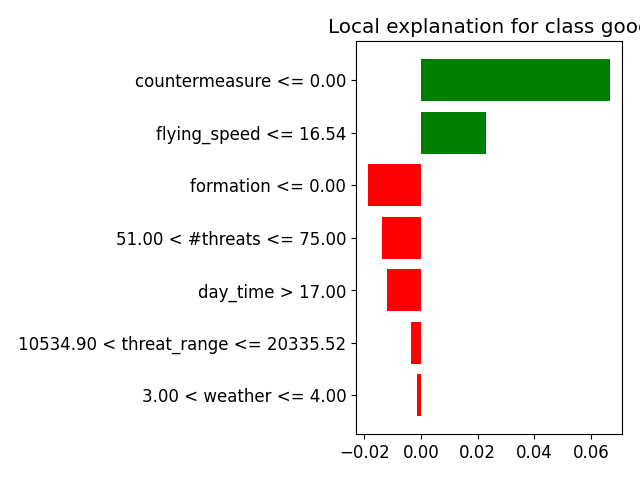 Local explanation for class goo
countermeasure <= 0.00
flying_speed <= 16.54
formation <= 0.00
51.00 < #threats <= 75.00
day_time > 17.00
10534.90 < threat_range <= 20335.52
3.00 < weather <= 4.00
−0.02 0.00 0.02 0.04 0.06